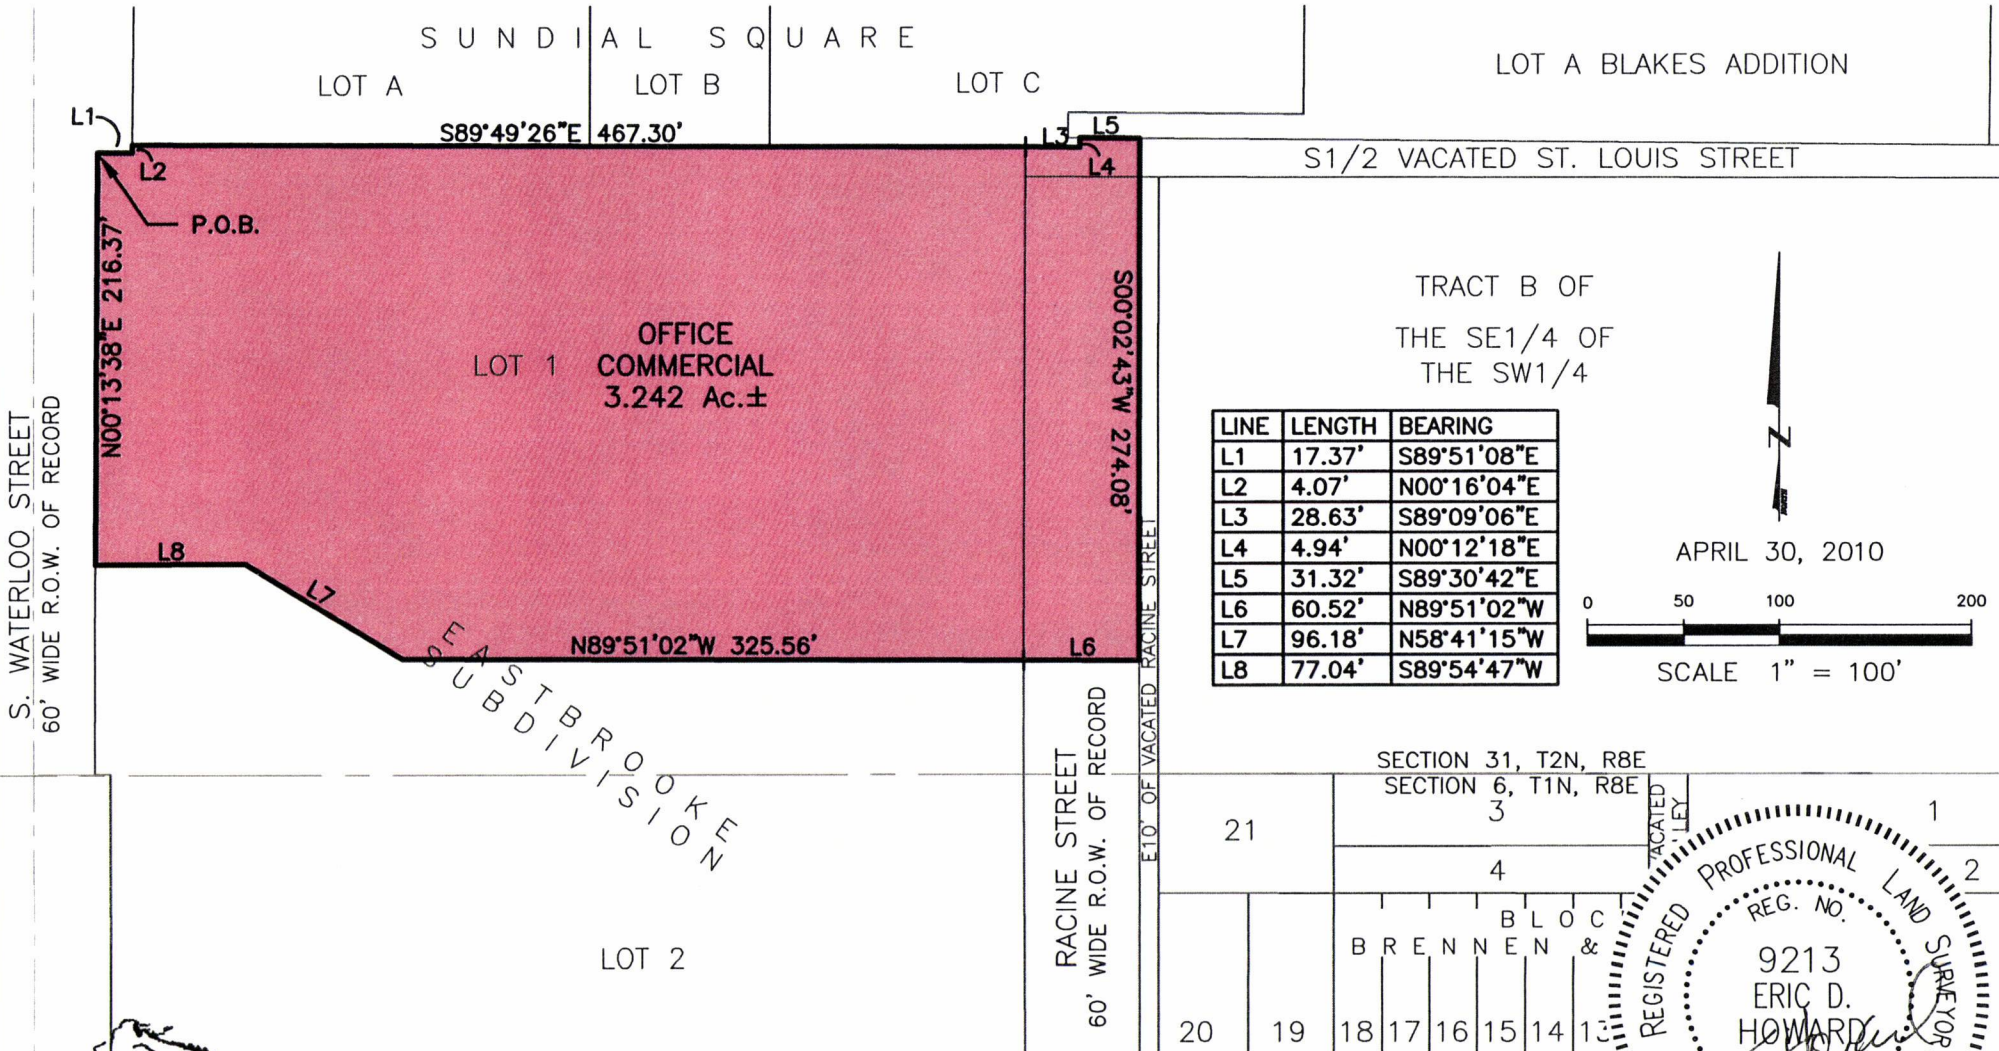 SUNDIAL SQUARE
LOT A
LOT B
LOT C
LOT A BLAKES ADDITION
L1
S89°49'26"E 467.30'
L3
L5
L2
L4
S1/2 VACATED ST. LOUIS STREET
P.O.B.
N00°13'38"E 216.37'
S00°02'43"W 274.08'
LOT 1
OFFICE
COMMERCIAL
3.242 Ac.±
TRACT B OF
THE SE1/4 OF
THE SW1/4
LINE LENGTH BEARING
L1 17.37' S89°51'08"E
L2 4.07' N00°16'04"E
L3 28.63' S89°09'06"E
L4 4.94' N00°12'18"E
L5 31.32' S89°30'42"E
L6 60.52' N89°51'02"W
L7 96.18' N58°41'15"W
L8 77.04' S89°54'47"W
N
APRIL 30, 2010
0 50 100 200
SCALE 1" = 100'
S. WATERLOO STREET
60' WIDE R.O.W. OF RECORD
L8
L7
N89°51'02"W 325.56'
L6
EASTBROOKE
SUBDIVISION
RACINE STREET
60' WIDE R.O.W. OF RECORD
E10' OF VACATED RACINE STREET
SECTION 31, T2N, R8E
SECTION 6, T1N, R8E
21
3
4
1
2
BLOC
BRENNEN &
20 19 18 17 16 15 14
LOT 2
REGISTERED PROFESSIONAL LAND SURVEYOR
REG. NO.
9213
ERIC D.
HOWARD